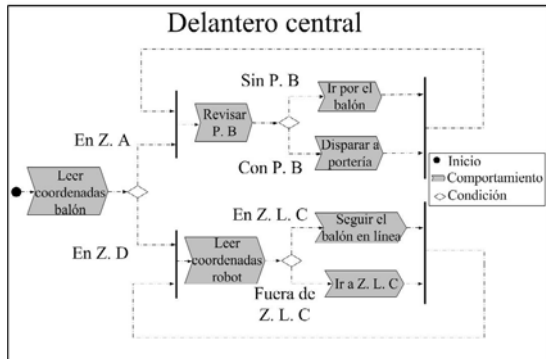 Delantero central
Sin P. B
Ir por el
balón
Revisar
P. B
En Z. A
Con P. B
Disparar a
portería
Leer
coordenadas
balón
Inicio
Comportamiento
Condición
En Z. L. C
Seguir el
balón en línea
En Z. D
Leer
coordenadas
robot
Fuera de
Z. L. C
Ir a Z. L. C